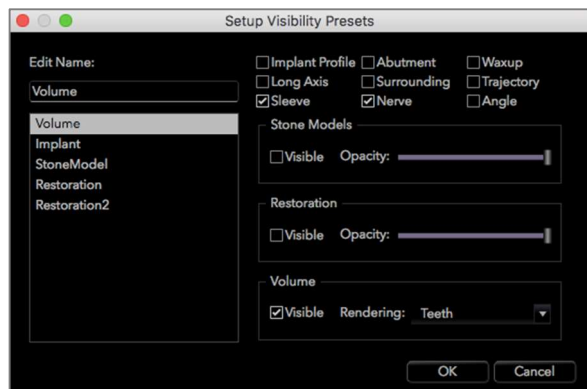 Setup Visibility Presets
Edit Name:
Volume
Volume
Implant
StoneModel
Restoration
Restoration2
Implant Profile Abutment Waxup
Long Axis Surrounding Trajectory
Sleeve Nerve Angle
Stone Models
Visible Opacity:
Restoration
Visible Opacity:
Volume
Visible Rendering: Teeth
OK Cancel